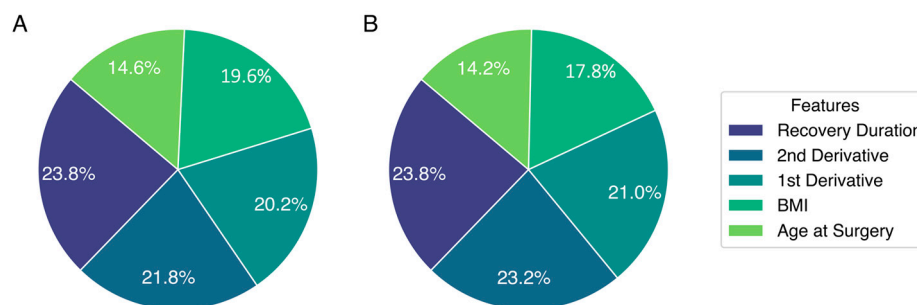 A
B
14.6%
19.6%
23.8%
20.2%
21.8%
14.2%
17.8%
23.8%
21.0%
23.2%
Features
Recovery Duration
2nd Derivative
1st Derivative
BMI
Age at Surgery